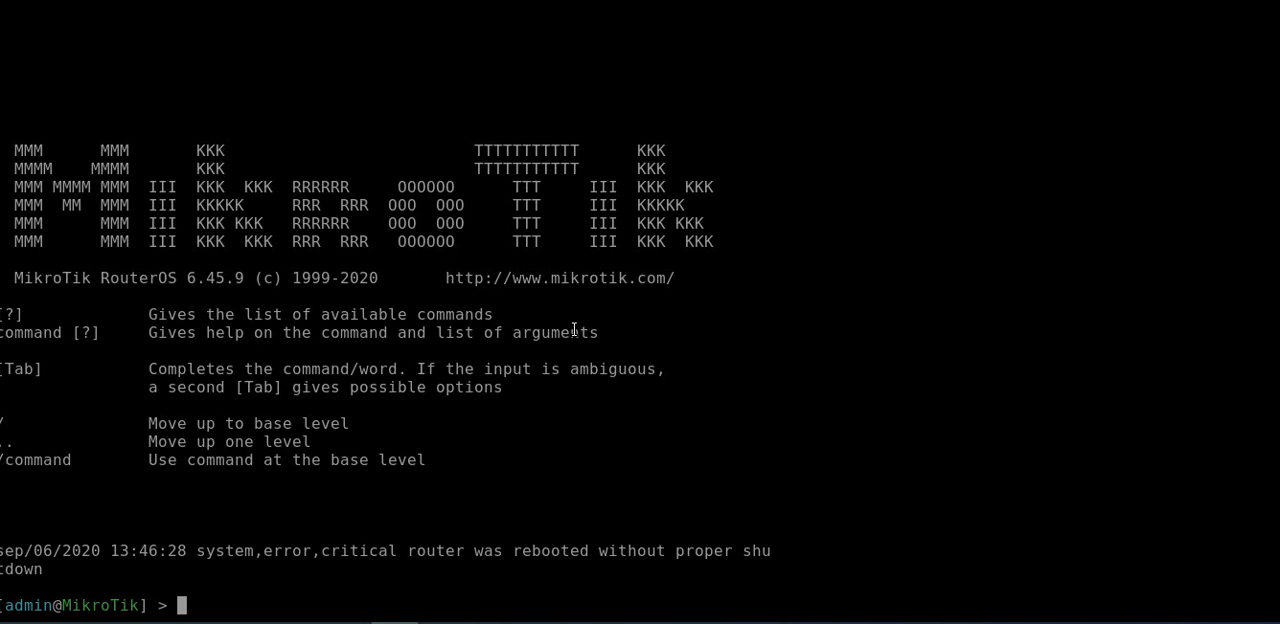 MMM      MMM       KKK                          TTTTTTTTTTT      KKK
MMMM    MMMM       KKK                          TTTTTTTTTTT      KKK
MMM MMMM MMM  III  KKK  KKK  RRRRRR     OOOOOO      TTT     III  KKK  KKK
MMM  MM  MMM  III  KKKKK     RRR  RRR  OOO  OOO     TTT     III  KKKKK
MMM      MMM  III  KKK KKK   RRRRRR    OOO  OOO     TTT     III  KKK KKK
MMM      MMM  III  KKK  KKK  RRR  RRR   OOOOOO      TTT     III  KKK  KKK
MikroTik RouterOS 6.45.9 (c) 1999-2020       http://www.mikrotik.com/
[?]             Gives the list of available commands
command [?]     Gives help on the command and list of arguments
[Tab]           Completes the command/word. If the input is ambiguous,
a second [Tab] gives possible options
/               Move up to base level
..              Move up one level
/command        Use command at the base level
sep/06/2020 13:46:28 system,error,critical router was rebooted without proper shu
tdown
[admin@MikroTik] >